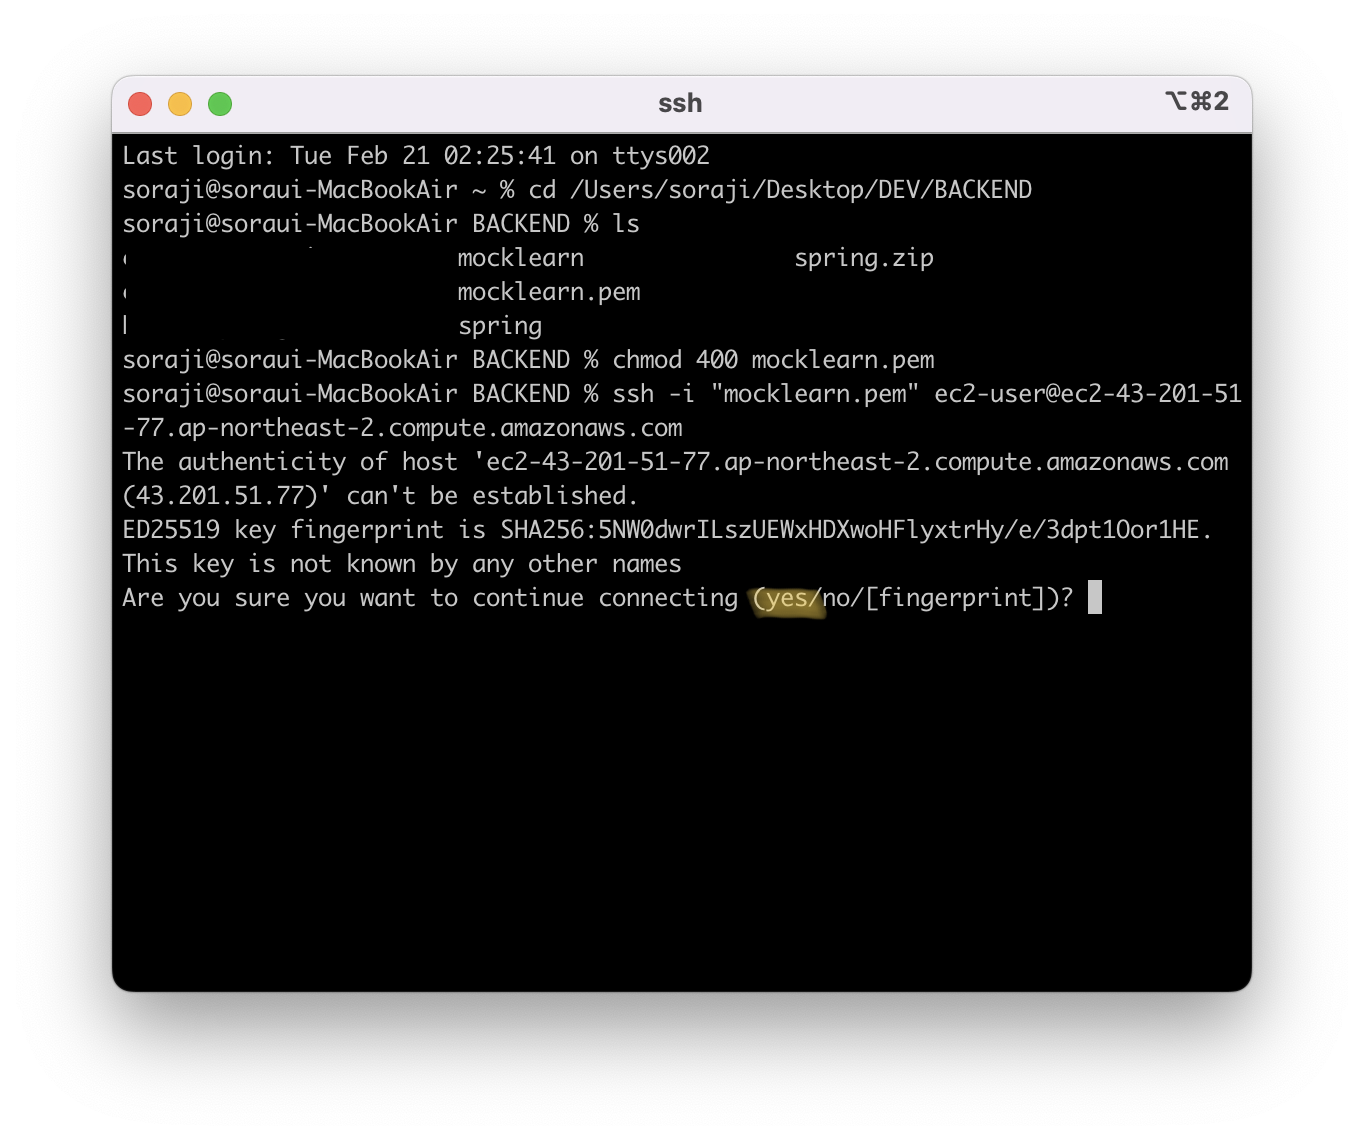 ssh
⌥⌘2
Last login: Tue Feb 21 02:25:41 on ttys002
soraji@soraui-MacBookAir ~ % cd /Users/soraji/Desktop/DEV/BACKEND
soraji@soraui-MacBookAir BACKEND % ls
mocklearn spring.zip
mocklearn.pem
spring
soraji@soraui-MacBookAir BACKEND % chmod 400 mocklearn.pem
soraji@soraui-MacBookAir BACKEND % ssh -i "mocklearn.pem" ec2-user@ec2-43-201-51
-77.ap-northeast-2.compute.amazonaws.com
The authenticity of host 'ec2-43-201-51-77.ap-northeast-2.compute.amazonaws.com
(43.201.51.77)' can't be established.
ED25519 key fingerprint is SHA256:5NW0dwrILszUEWxHDXwoHFlyxtrHy/e/3dpt1Oor1HE.
This key is not known by any other names
Are you sure you want to continue connecting (yes/no/[fingerprint])?